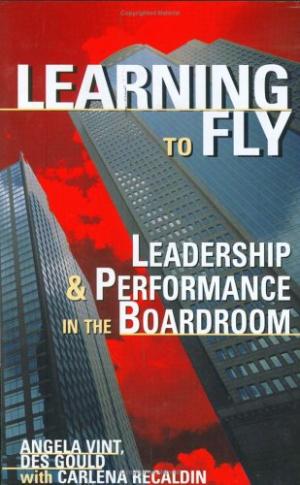 LEARNING
TO FLY
LEADERSHIP
& PERFORMANCE
IN THE BOARDROOM
ANGELA VINT,
DES GOULD
with CARLENA RECALDIN